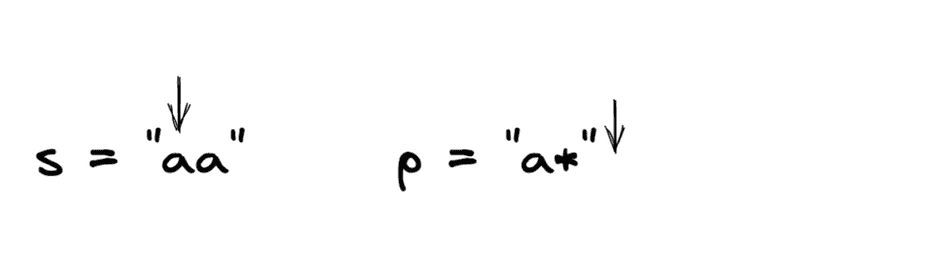 s = "aa" p = "a*"